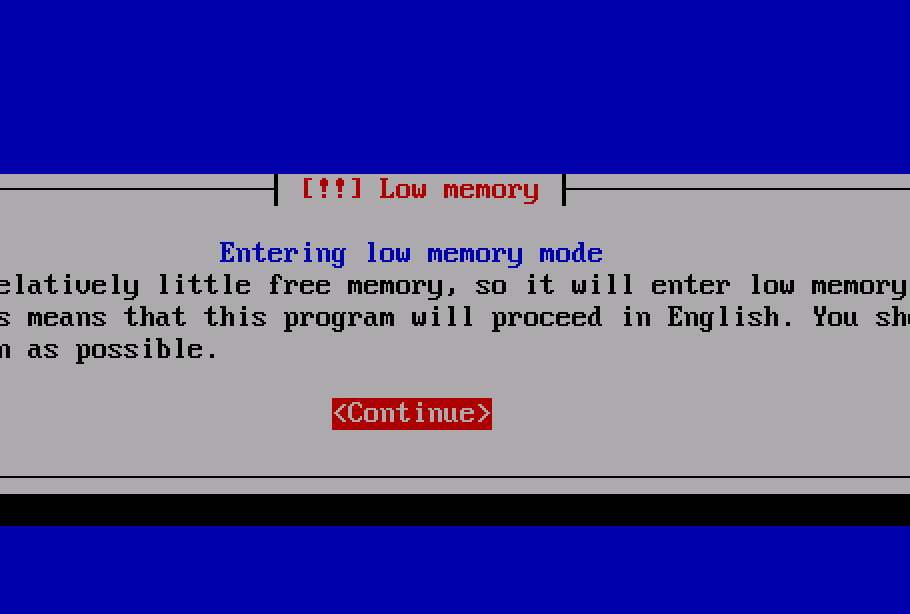 [!!] Low memory
Entering low memory mode
elatively little free memory, so it will enter low memory
s means that this program will proceed in English. You sh
as possible.
<Continue>